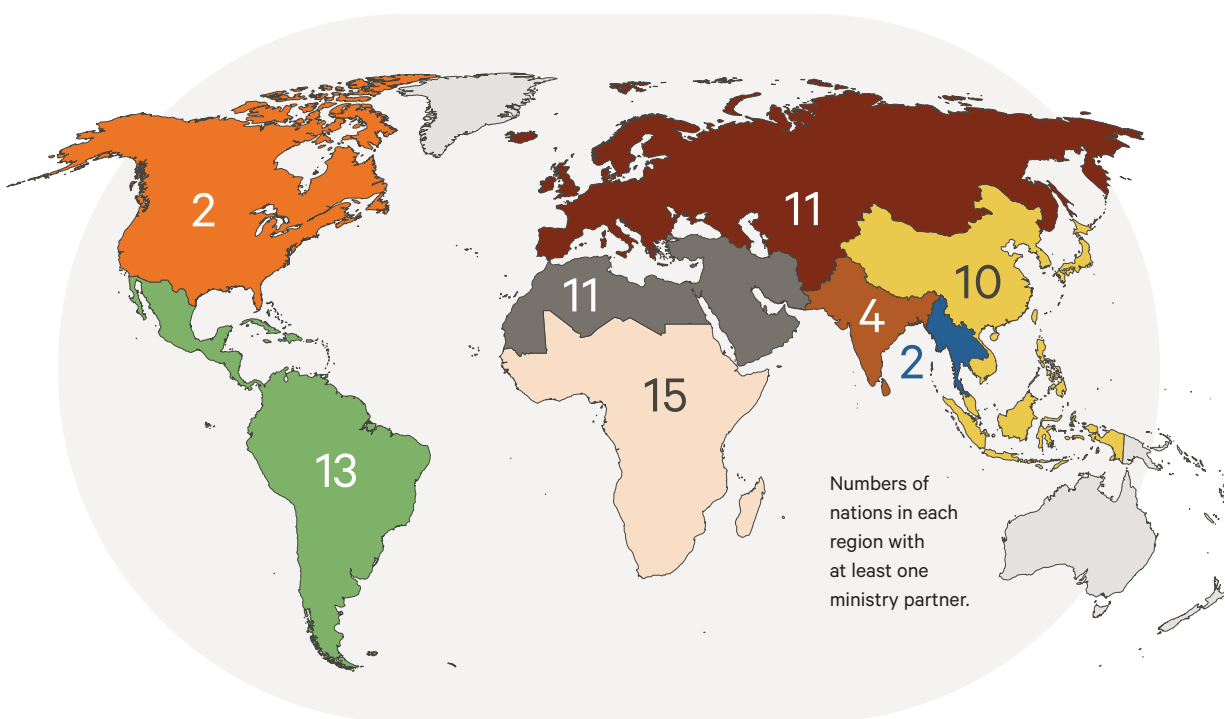 2
11
11
10
4
2
15
13
Numbers of
nations in each
region with
at least one
ministry partner.